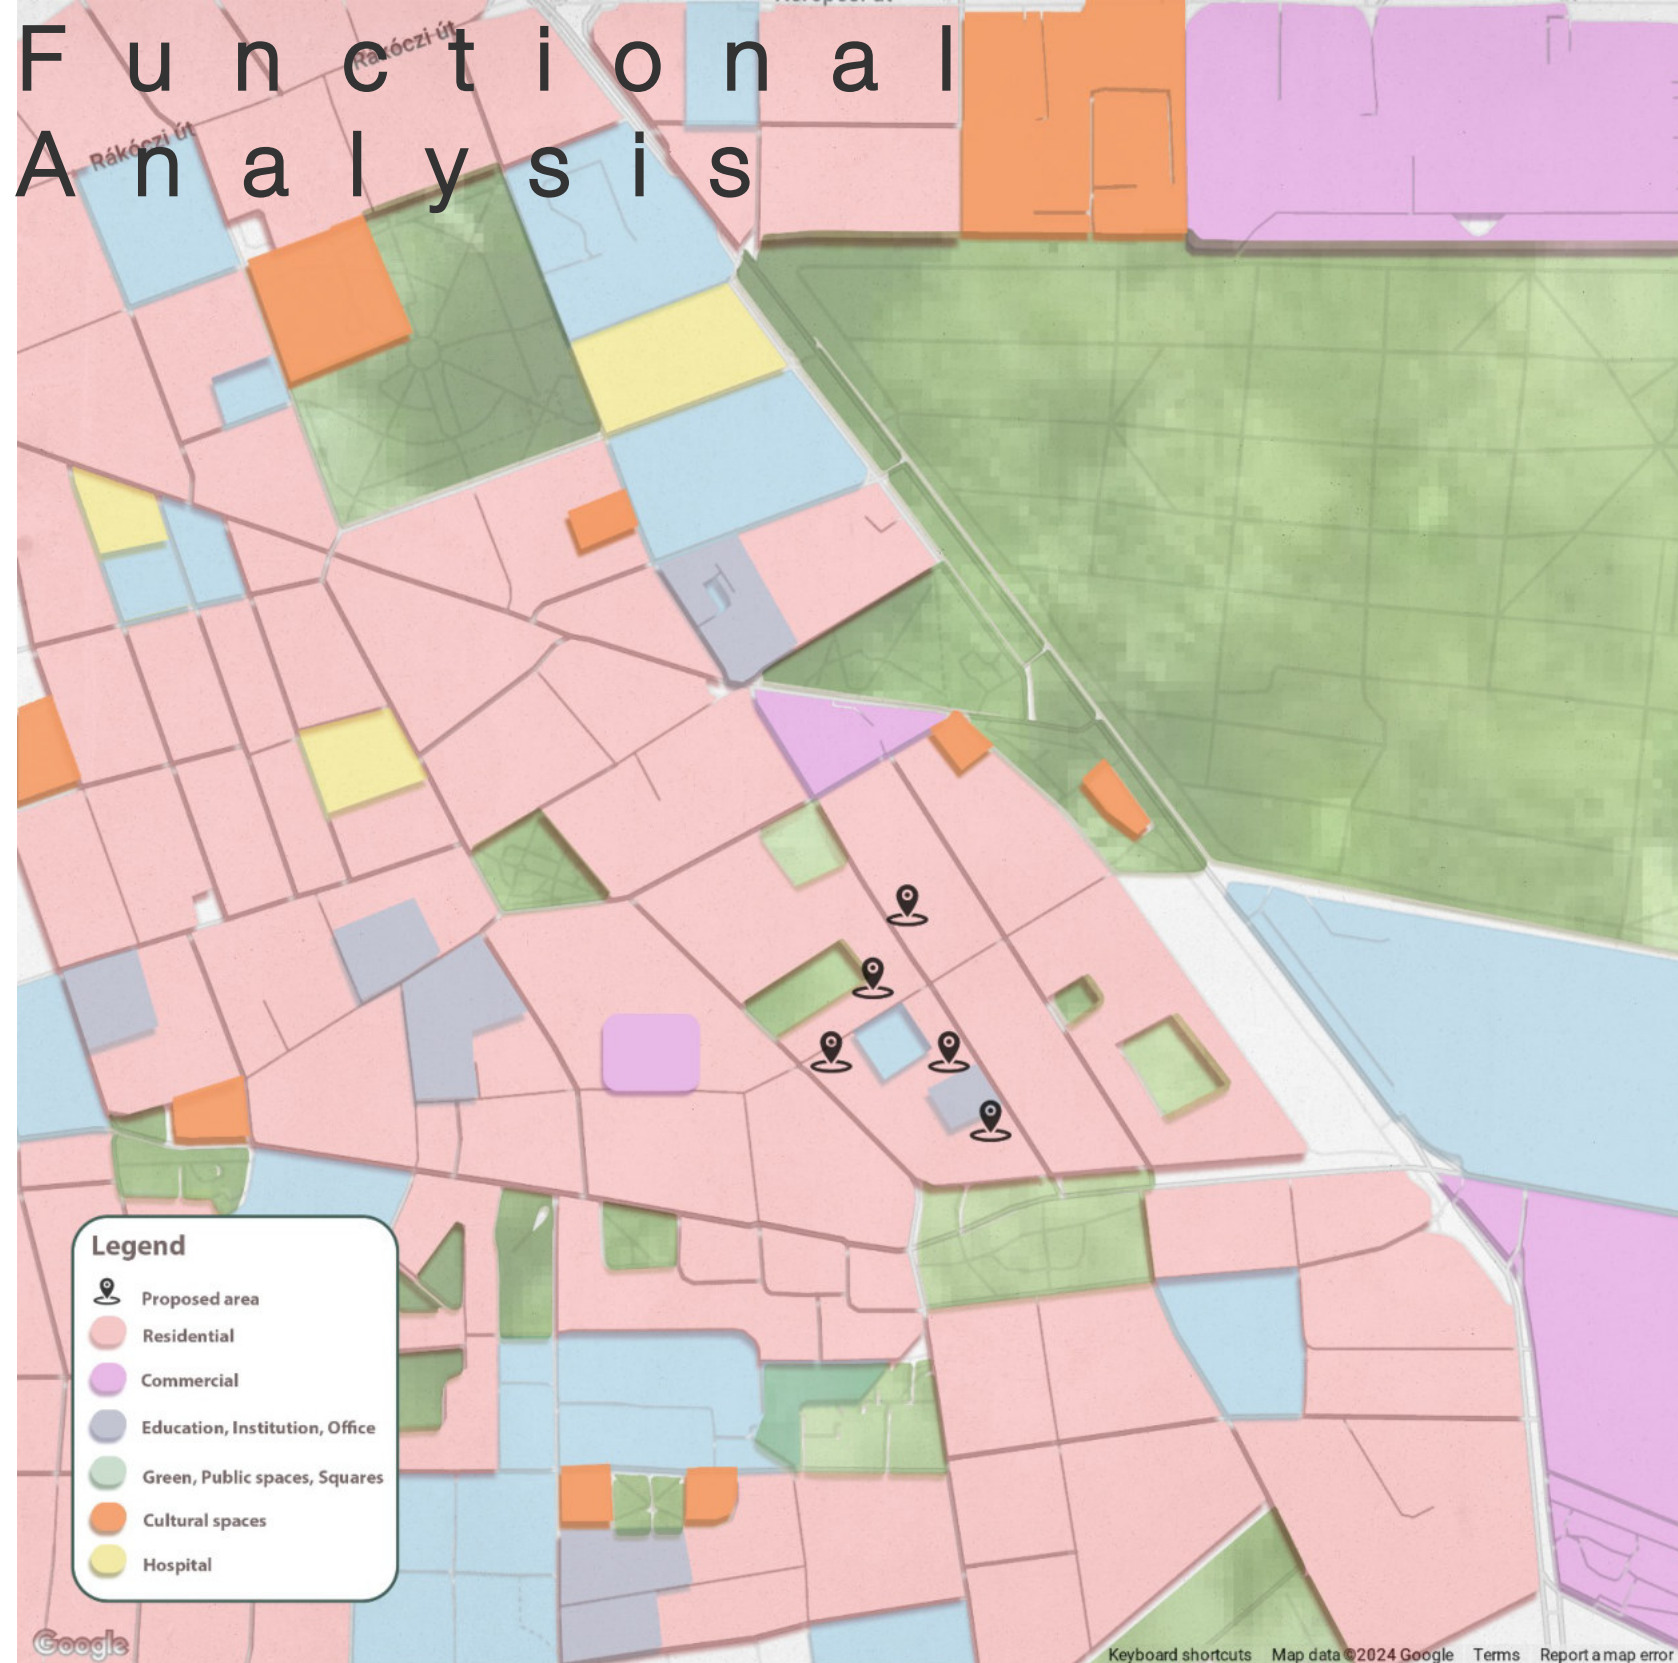 Functional
Analysis
Rákóczi út
Rákóczi út
Legend
Proposed area
Residential
Commercial
Education, Institution, Office
Green, Public spaces, Squares
Cultural spaces
Hospital
Google
Keyboard shortcuts Map data ©2024 Google Terms Report a map error